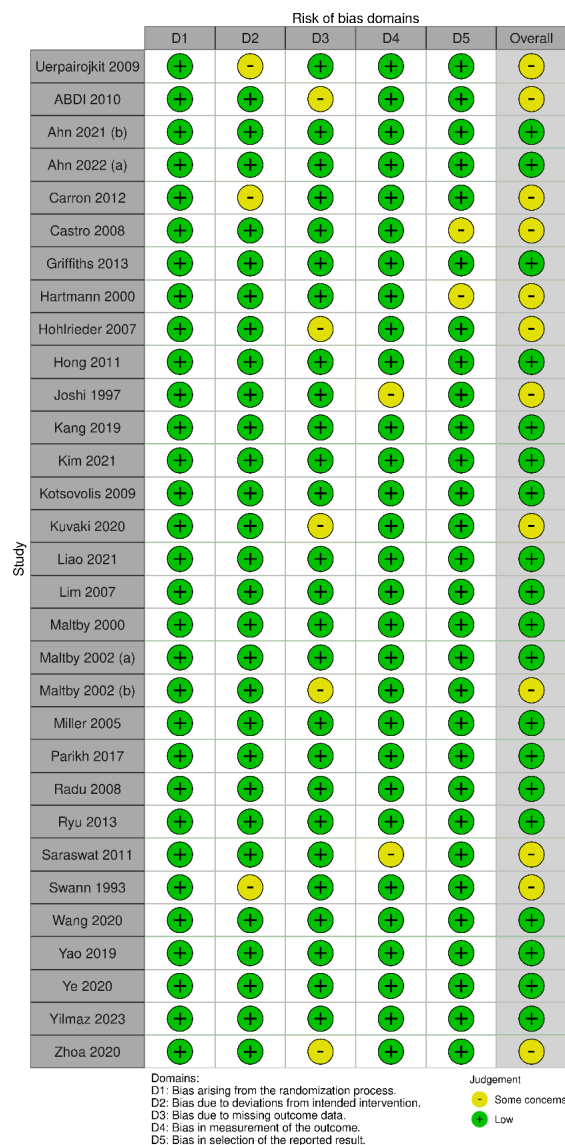 Risk of bias domains
D1 D2 D3 D4 D5 Overall
Uerpairojkit 2009 + - + + + -
ABDI 2010 + + - + + -
Ahn 2021 (b) + + + + + +
Ahn 2022 (a) + + + + + +
Carron 2012 + - + + + -
Castro 2008 + + + + - -
Griffiths 2013 + + + + + +
Hartmann 2000 + + + + - -
Hohlrieder 2007 + + - + + -
Hong 2011 + + + + + +
Joshi 1997 + + + - + -
Kang 2019 + + + + + +
Kim 2021 + + + + + +
Kotsovolis 2009 + + + + + +
Kuvaki 2020 + + - + + -
Study
Liao 2021 + + + + + +
Lim 2007 + + + + + +
Maltby 2000 + + + + + +
Maltby 2002 (a) + + + + + +
Maltby 2002 (b) + + - + + -
Miller 2005 + + + + + +
Parikh 2017 + + + + + +
Radu 2008 + + + + + +
Ryu 2013 + + + + + +
Saraswat 2011 + + + - + -
Swann 1993 + - + + + -
Wang 2020 + + + + + +
Yao 2019 + + + + + +
Ye 2020 + + + + + +
Yilmaz 2023 + + + + + +
Zhoa 2020 + + - + + -
Domains:
D1: Bias arising from the randomization process.
D2: Bias due to deviations from intended intervention.
D3: Bias due to missing outcome data.
D4: Bias in measurement of the outcome.
D5: Bias in selection of the reported result.
Judgement
- Some concerns
+ Low